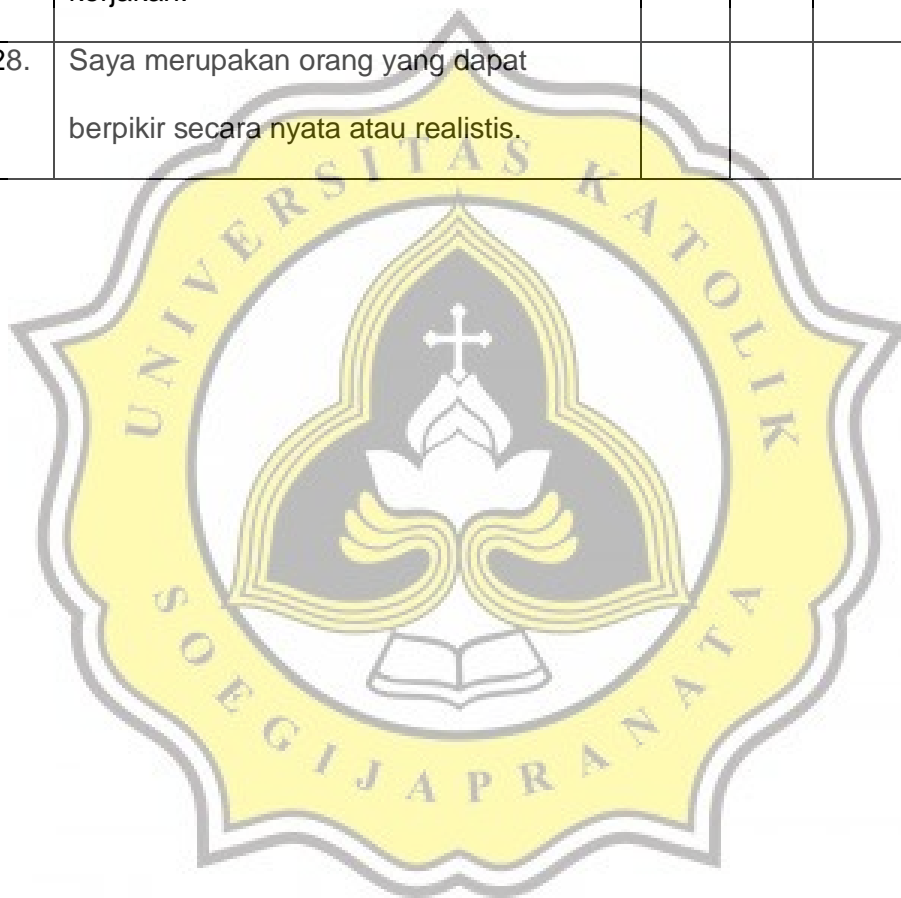 28. Saya merupakan orang yang dapat
berpikir secara nyata atau realistis.
UNIVERSITAS KATOLIK
SOEGIJAPRANATA